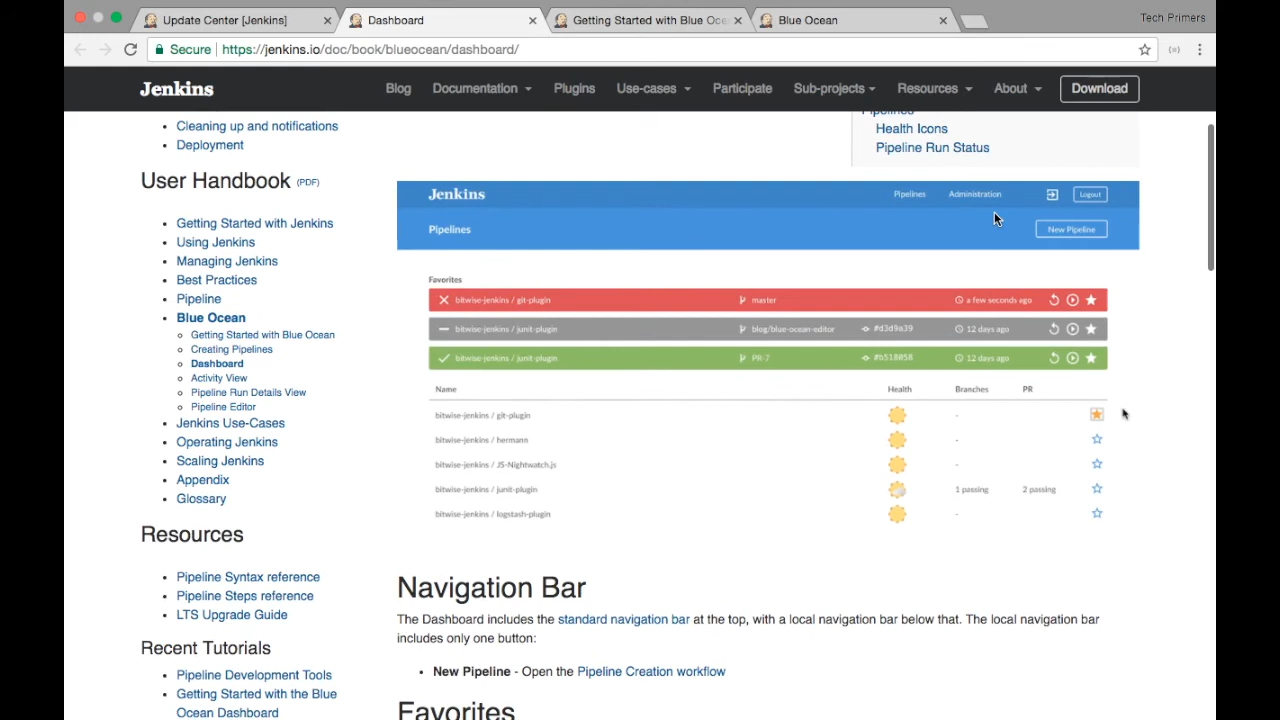 Update Center [Jenkins]
Dashboard
Getting Started with Blue Oce
Blue Ocean
Tech Primers
Secure
https://jenkins.io/doc/book/blueocean/dashboard/
Jenkins
Blog
Documentation
Plugins
Use-cases
Participate
Sub-projects
Resources
About
Download
Cleaning up and notifications
Deployment
User Handbook (PDF)
Getting Started with Jenkins
Using Jenkins
Managing Jenkins
Best Practices
Pipeline
Blue Ocean
Getting Started with Blue Ocean
Creating Pipelines
Dashboard
Activity View
Pipeline Run Details View
Pipeline Editor
Jenkins Use-Cases
Operating Jenkins
Scaling Jenkins
Appendix
Glossary
Resources
Pipeline Syntax reference
Pipeline Steps reference
LTS Upgrade Guide
Recent Tutorials
Pipeline Development Tools
Getting Started with the Blue
Ocean Dashboard
Pipelines
Health Icons
Pipeline Run Status
Jenkins
Pipelines
Administration
Logout
Pipelines
New Pipeline
Favorites
bitwise-jenkins / git-plugin master a few seconds ago
bitwise-jenkins / junit-plugin blog/blue-ocean-editor #d3d9a39 12 days ago
bitwise-jenkins / junit-plugin PR-7 #b518058 12 days ago
Name Health Branches PR
bitwise-jenkins / git-plugin -
bitwise-jenkins / hermann -
bitwise-jenkins / JS-Nightwatch.js -
bitwise-jenkins / junit-plugin 1 passing 2 passing
bitwise-jenkins / logstash-plugin -
Navigation Bar
The Dashboard includes the standard navigation bar at the top, with a local navigation bar below that. The local navigation bar
includes only one button:
New Pipeline - Open the Pipeline Creation workflow
Favorites